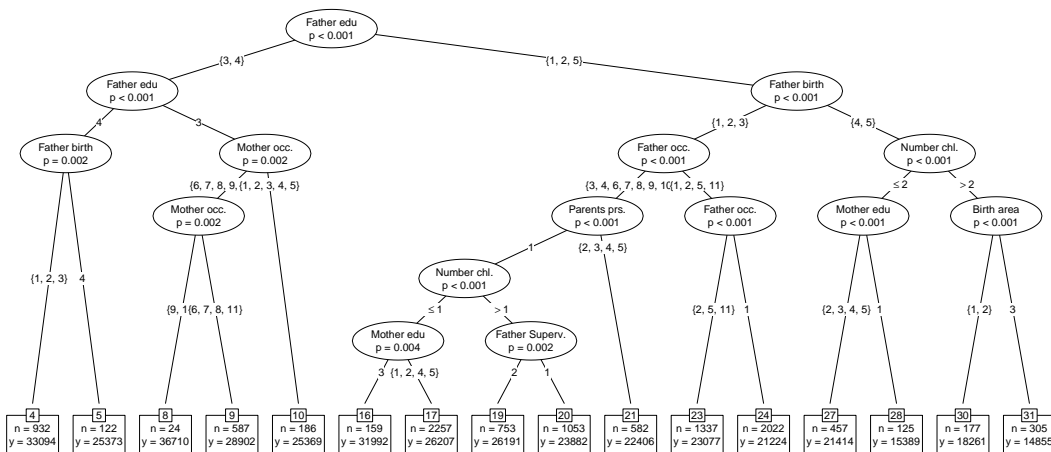 Father edu
p < 0.001
{3, 4}
{1, 2, 5}
Father edu
p < 0.001
Father birth
p < 0.001
4
3
{1, 2, 3}
{4, 5}
Father birth
p = 0.002
Mother occ.
p = 0.002
Father occ.
p < 0.001
Number chl.
p < 0.001
{6, 7, 8, 9,
{1, 2, 3, 4, 5}
{3, 4, 6, 7, 8, 9, 10
{1, 2, 5, 11}
≤ 2
> 2
Mother occ.
p = 0.002
Parents prs.
p < 0.001
Father occ.
p < 0.001
Mother edu
p < 0.001
Birth area
p < 0.001
1
{2, 3, 4, 5}
{1, 2, 3}
4
Number chl.
p < 0.001
{9, 1
{6, 7, 8, 11}
≤ 1
> 1
{2, 5, 11}
1
{2, 3, 4, 5}
1
{1, 2}
3
Mother edu
p = 0.004
Father Superv.
p = 0.002
3
{1, 2, 4, 5}
2
1
4
n = 932
y = 33094
5
n = 122
y = 25373
8
n = 24
y = 36710
9
n = 587
y = 28902
10
n = 186
y = 25369
16
n = 159
y = 31992
17
n = 2257
y = 26207
19
n = 753
y = 26191
20
n = 1053
y = 23882
21
n = 582
y = 22406
23
n = 1337
y = 23077
24
n = 2022
y = 21224
27
n = 457
y = 21414
28
n = 125
y = 15389
30
n = 177
y = 18261
31
n = 305
y = 14855